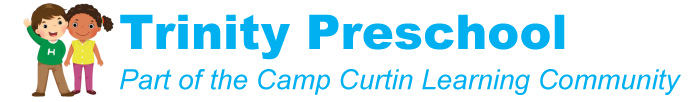 Trinity Preschool
Part of the Camp Curtin Learning Community
H